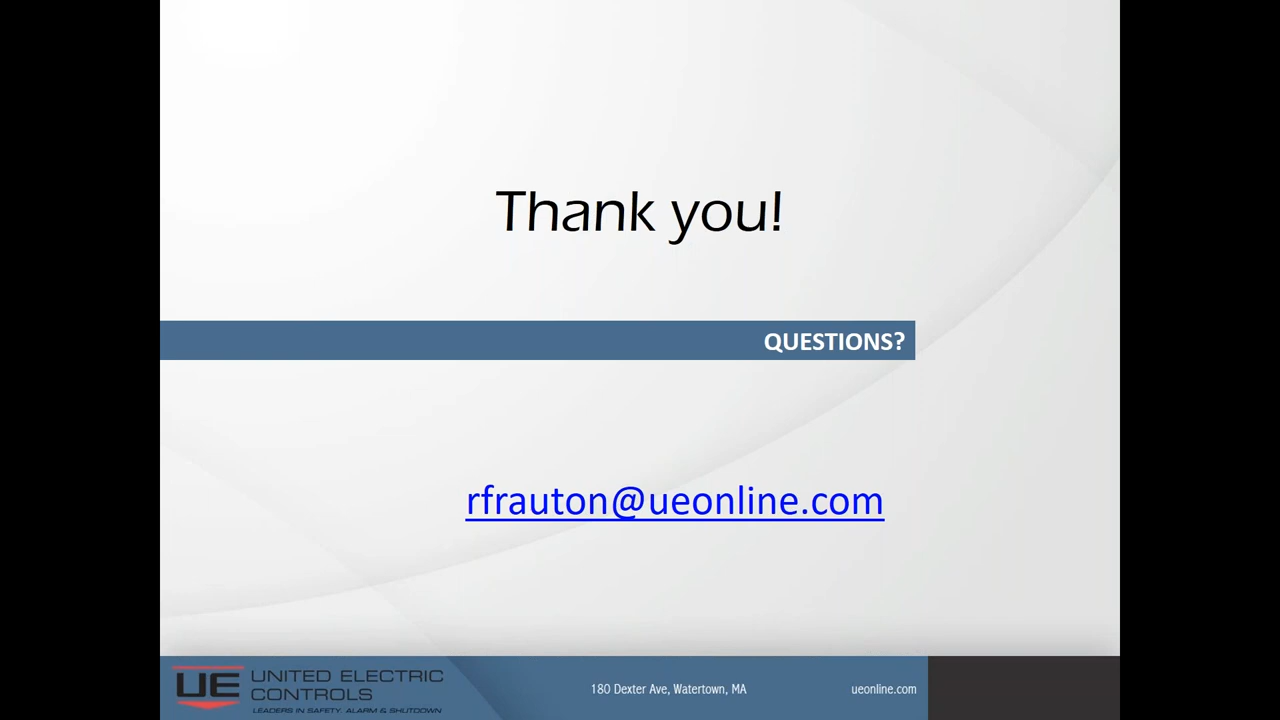 Thank you!
QUESTIONS?
rfrauton@ueonline.com
UE UNITED ELECTRIC
CONTROLS
LEADERS IN SAFETY, ALARM & SHUTDOWN
180 Dexter Ave, Watertown, MA
ueonline.com